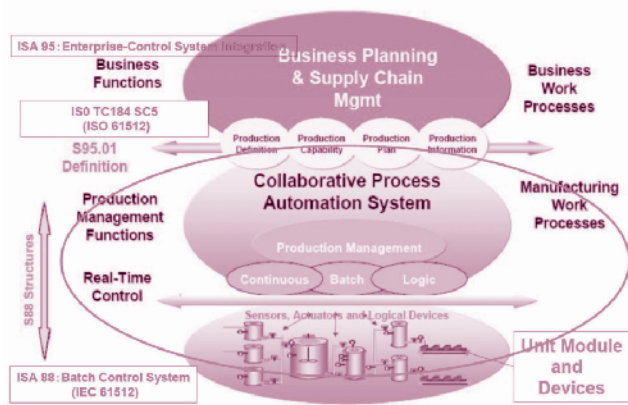 ISA 95: Enterprise-Control System Integration
Business Planning
& Supply Chain
Mgmt
Business
Functions
Business
Work
Processes
IS0 TC184 SC5
(ISO 61512)
Production
Definition
Production
Capability
Production
Plan
Production
Information
S95.01
Definition
Collaborative Process
Automation System
Production
Management
Functions
Manufacturing
Work
Processes
Production Management
S88 Structures
Real-Time
Control
Continuous
Batch
Logic
Sensors, Actuators and Logical Devices
Unit Module
and
Devices
ISA 88: Batch Control System
(IEC 61512)